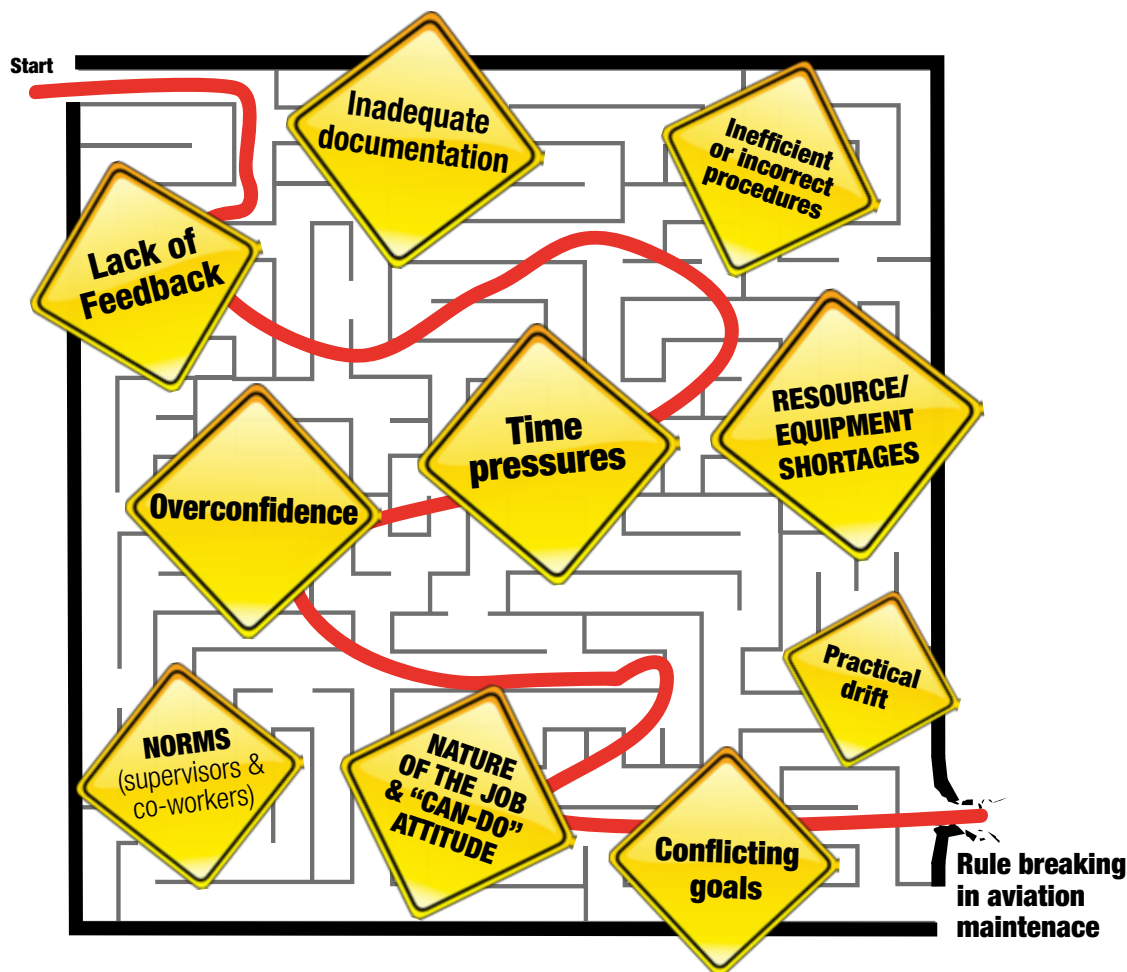 Start
Inadequate
documentation
Inefficient
or incorrect
procedures
Lack of
Feedback
RESOURCE/
EQUIPMENT
SHORTAGES
Time
pressures
Overconfidence
Practical
drift
NORMS
(supervisors &
co-workers)
NATURE
OF THE JOB
& “CAN-DO”
ATTITUDE
Conflicting
goals
Rule breaking
in aviation
maintenace